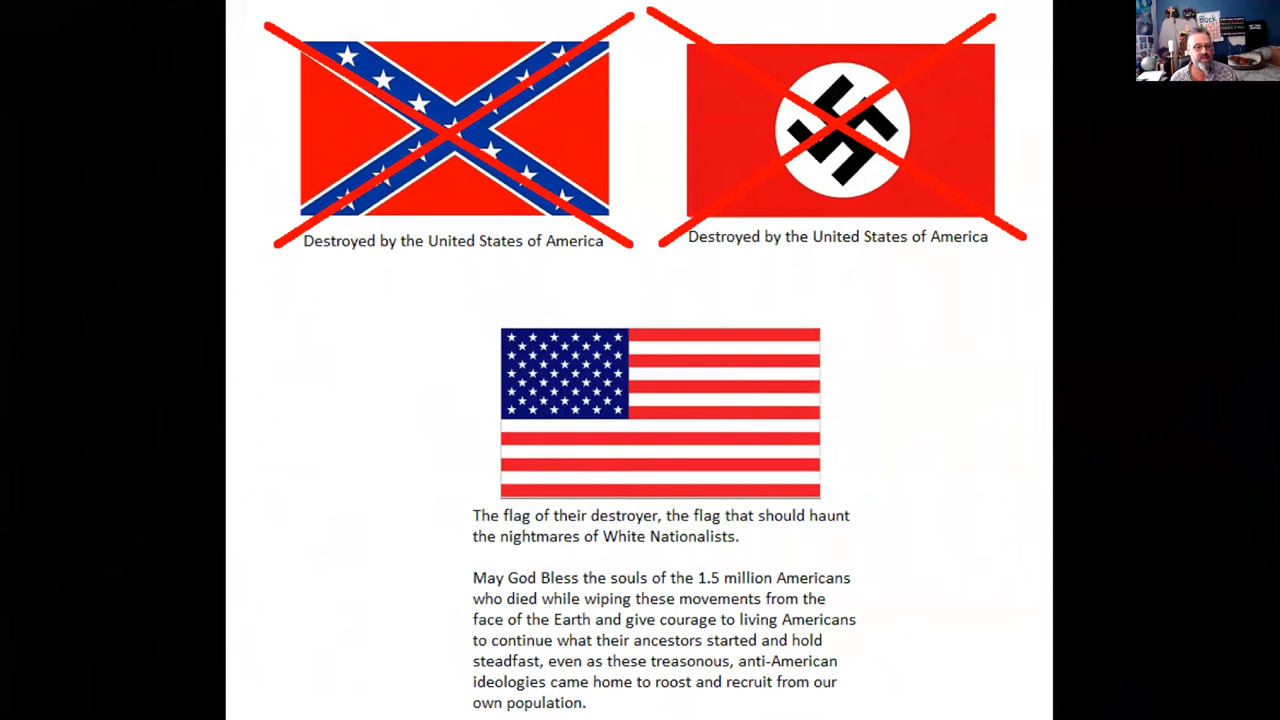 Destroyed by the United States of America
Destroyed by the United States of America
The flag of their destroyer, the flag that should haunt
the nightmares of White Nationalists.
May God Bless the souls of the 1.5 million Americans
who died while wiping these movements from the
face of the Earth and give courage to living Americans
to continue what their ancestors started and hold
steadfast, even as these treasonous, anti-American
ideologies came home to roost and recruit from our
own population.
Black